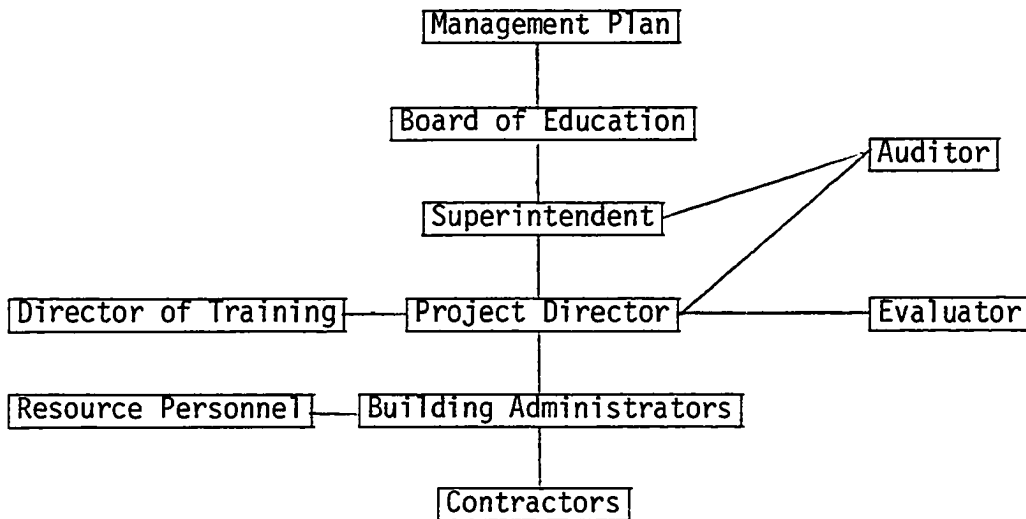 Management Plan
Board of Education
Auditor
Superintendent
Director of Training
Project Director
Evaluator
Resource Personnel
Building Administrators
Contractors